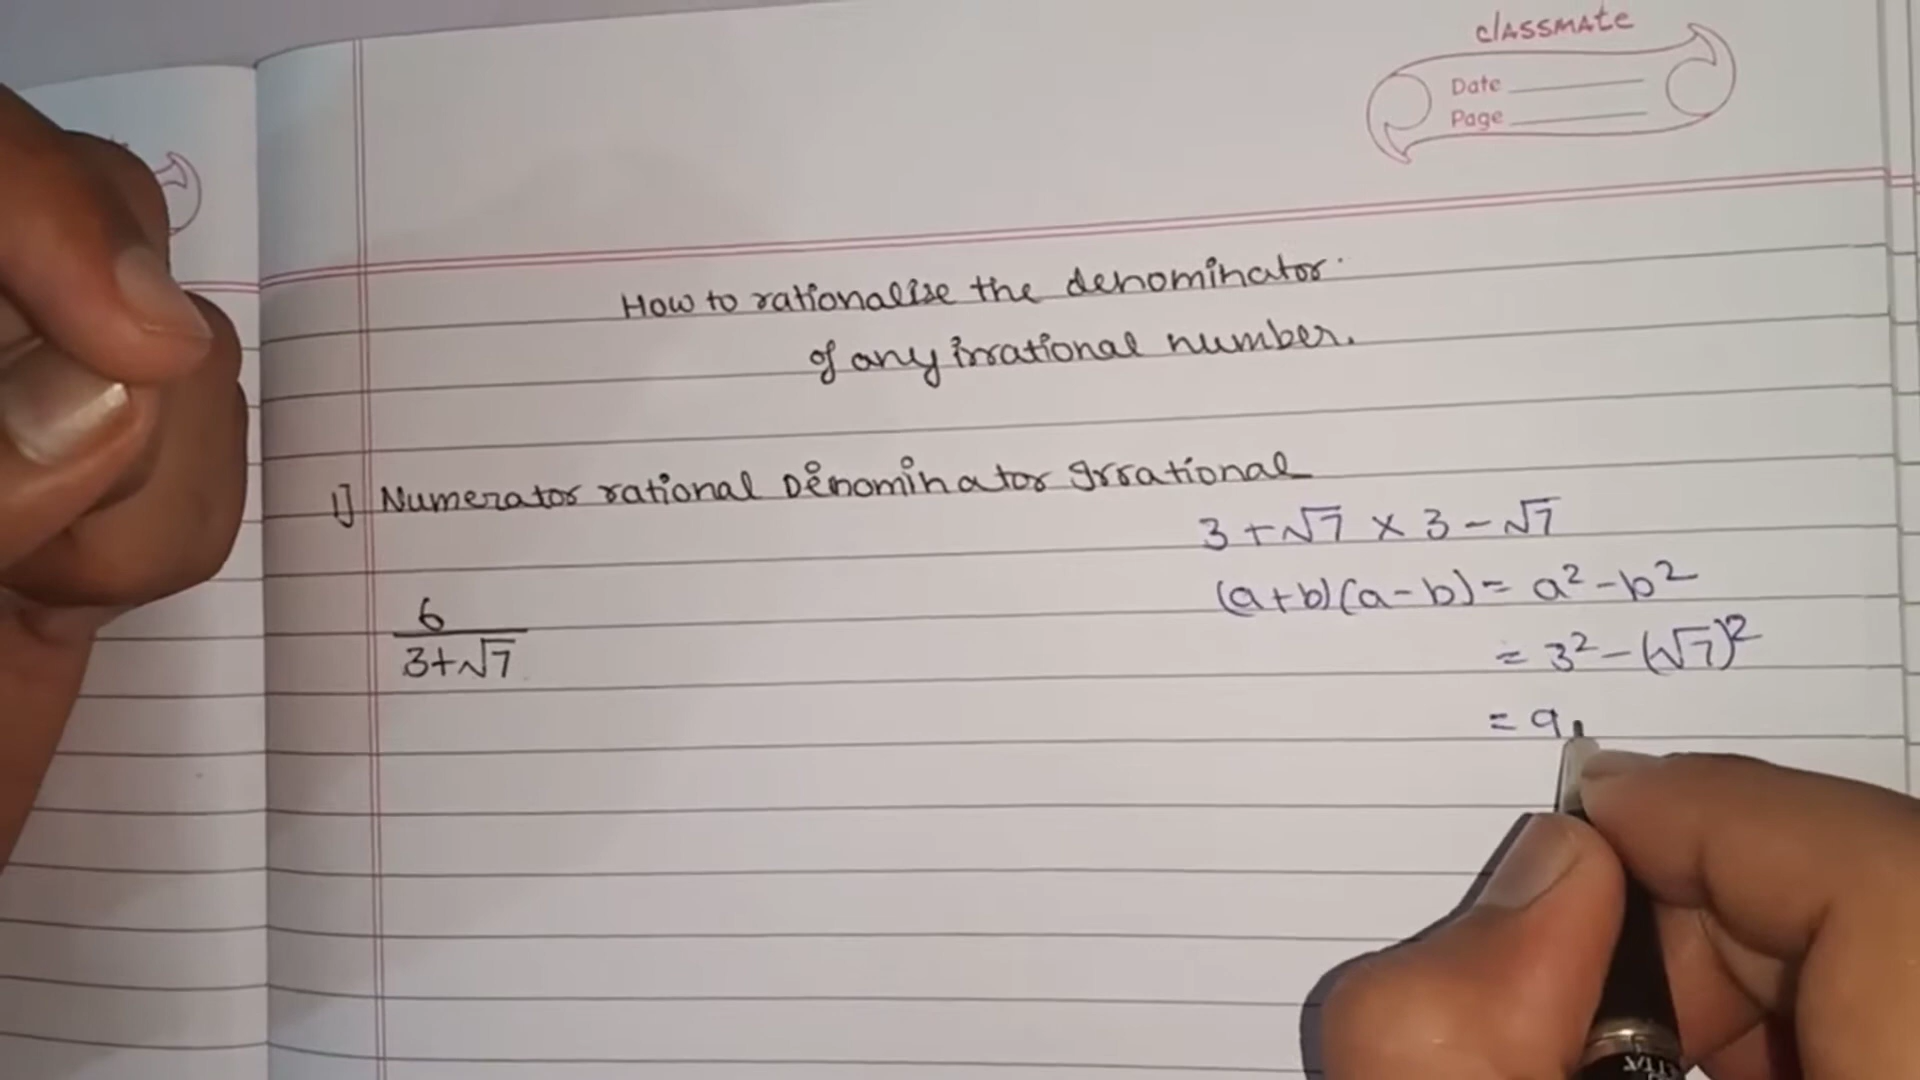 classmate
Date
Page
How to rationalise the denominator
of any irrational number.
1] Numerator rational Denominator Irrational
3+√7 × 3-√7
(a+b)(a-b)= a²-b²
6
3+√7
= 3²-(√7)²
= 9